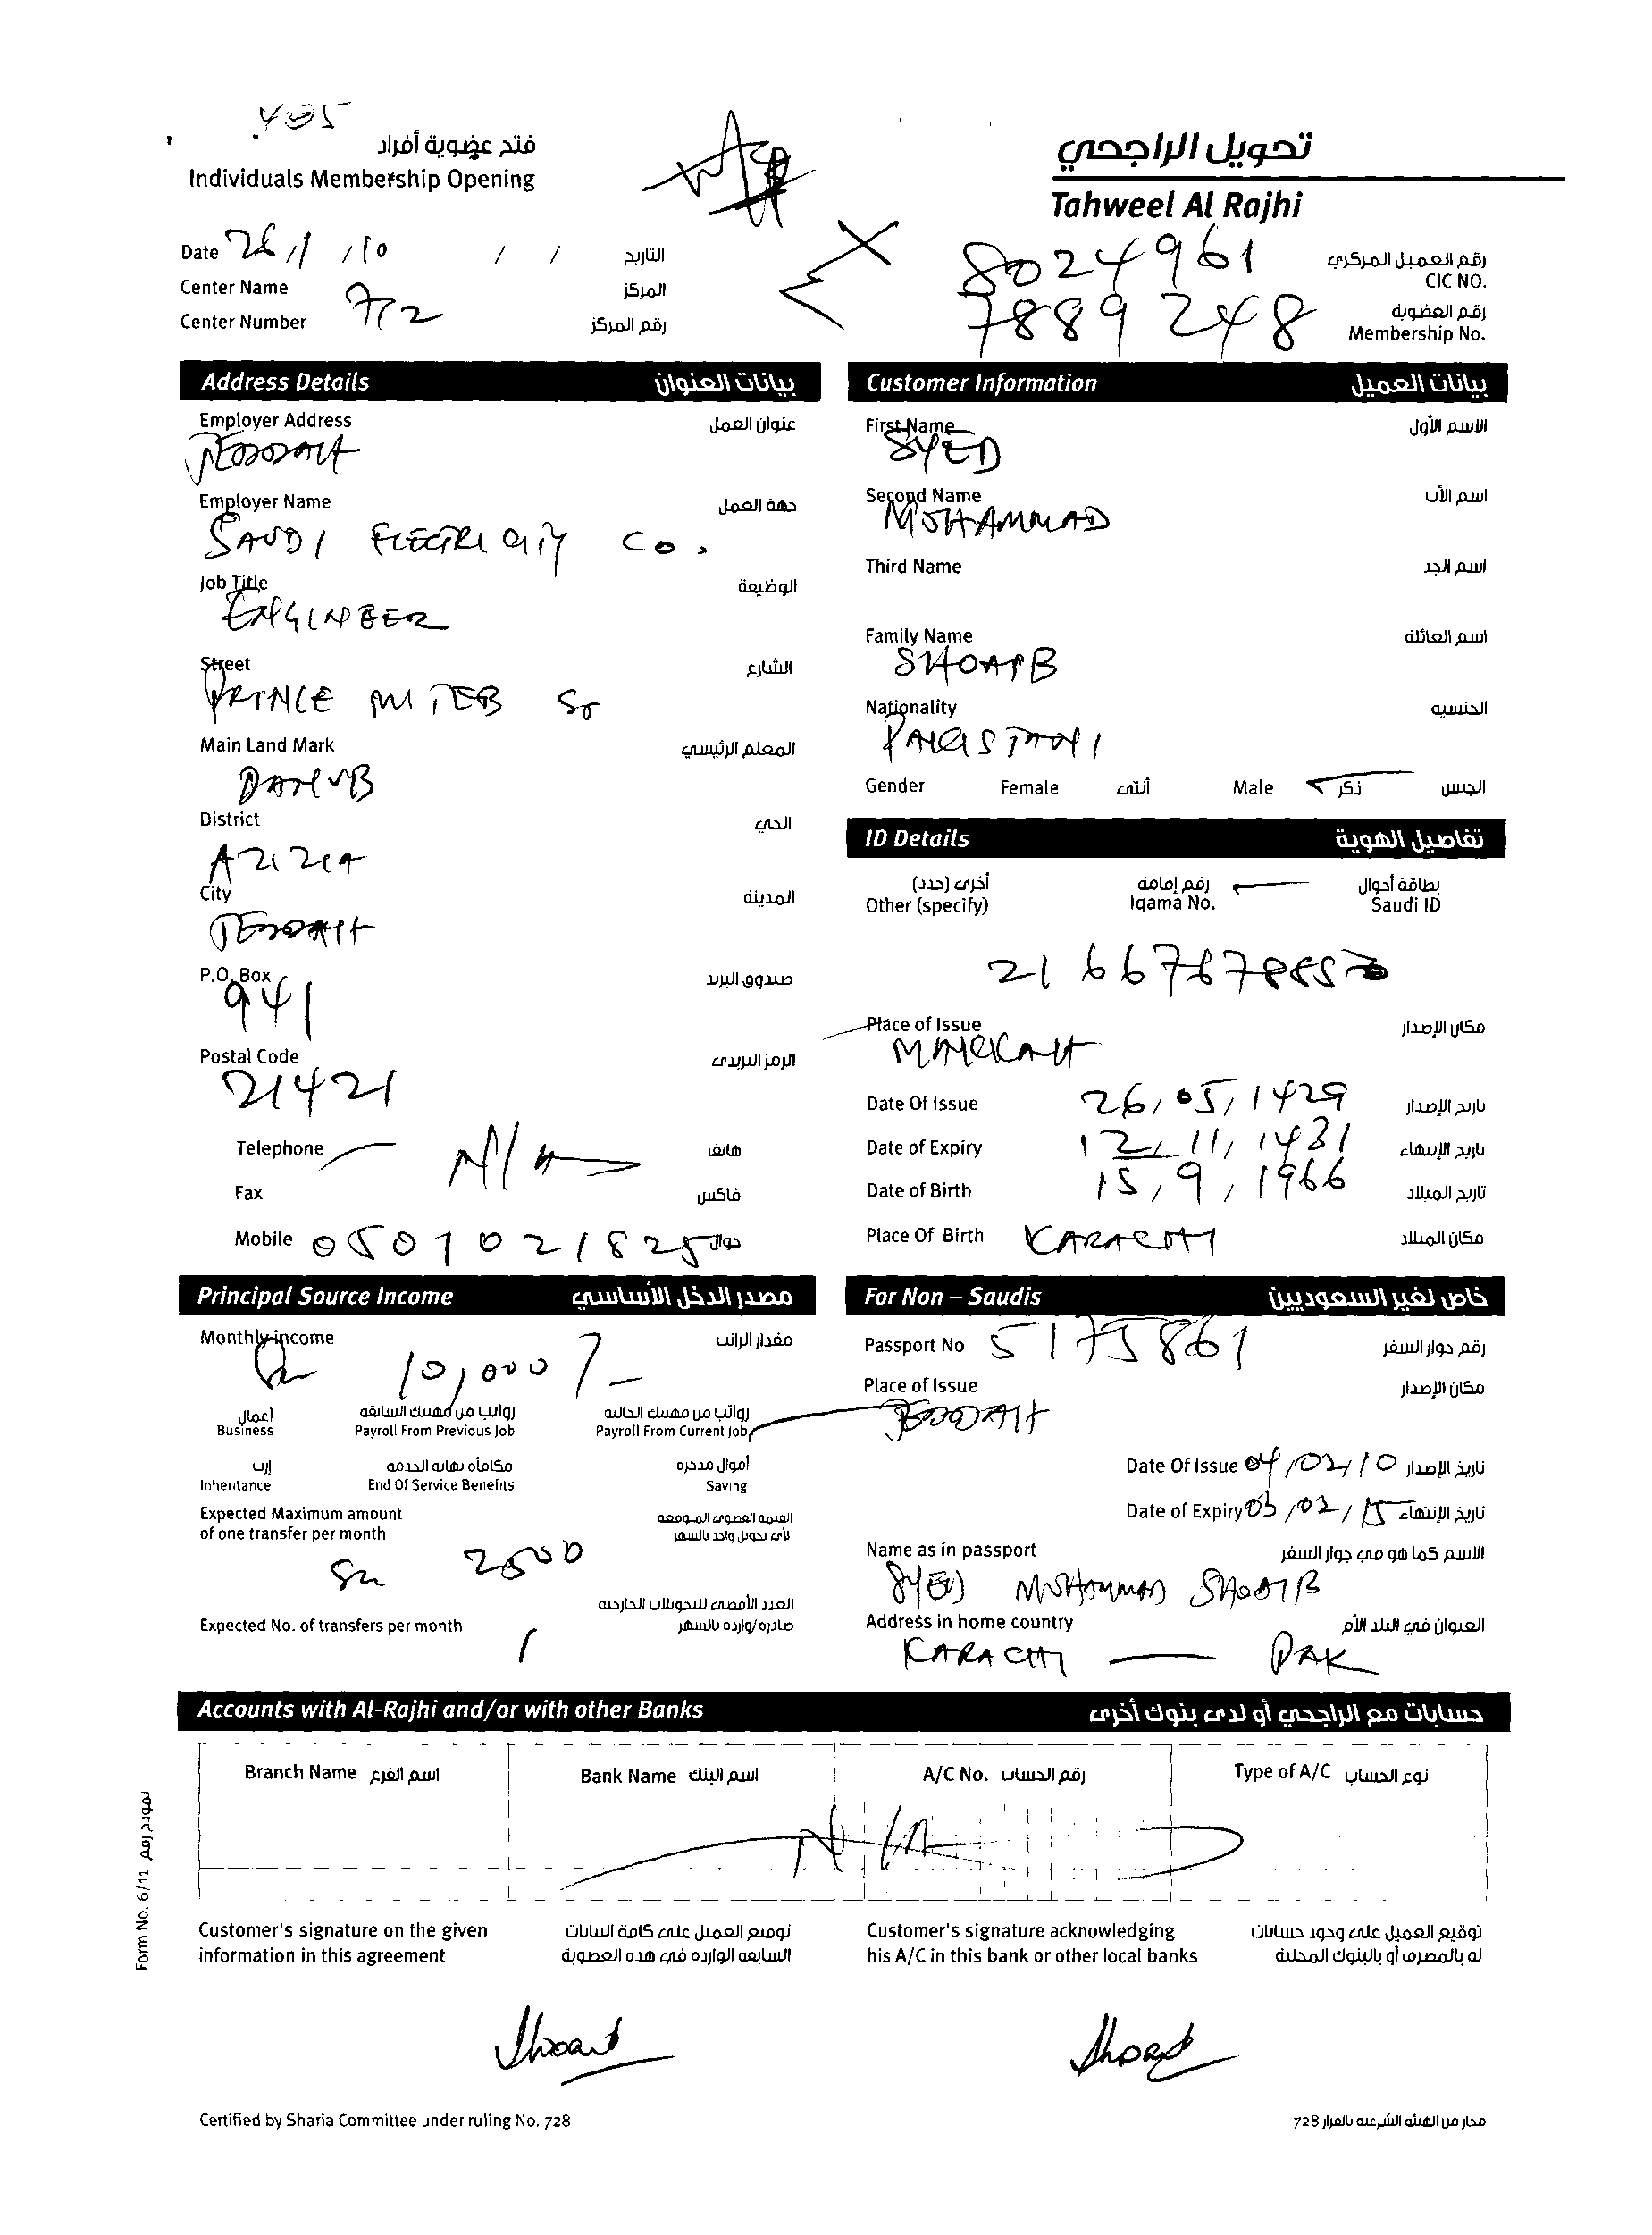 405
فتح عضوية أفراد
Individuals Membership Opening
تحويل الراجحي
Tahweel Al Rajhi
Date 26/1/10 / / التاريخ
Center Name المركز
Center Number 772 رقم المركز
8024961 رقم العميل المركزي
CIC NO.
7889248 رقم العضوية
Membership No.
Address Details بيانات العنوان
Employer Address عنوان العمل
JEDDAH
Employer Name جهة العمل
SAUDI ELECTRICITY CO.
Job Title الوظيفة
ENGINEER
Street الشارع
PRINCE MITEB ST
Main Land Mark المعلم الرئيسي
DANUB
District الحي
AZIZIA
City المدينة
JEDDAH
P.O. Box صندوق البريد
941
Postal Code الرمز البريدي
21421
Telephone N/A هاتف
Fax فاكس
Mobile 0501021825 جوال
Customer Information بيانات العميل
First Name الاسم الأول
SYED
Second Name اسم الأب
MUHAMMAD
Third Name اسم الجد
Family Name اسم العائلة
SHOAIB
Nationality الجنسية
PAKISTANI
Gender Female أنثى Male ذكر الجنس
ID Details تفاصيل الهوية
أخرى (حدد) رقم إقامة بطاقة أحوال
Other (specify) Iqama No. Saudi ID
Place of Issue مكان الإصدار
MAKKAH
Date Of Issue 26/05/1429 تاريخ الإصدار
Date of Expiry 12/11/1431 تاريخ الإنتهاء
Date of Birth 15/9/1966 تاريخ الميلاد
Place Of Birth KARACHI مكان الميلاد
Principal Source Income مصدر الدخل الأساسي
Monthly income مقدار الراتب
SR 10,000/-
أعمال رواتب من مهنتك السابقة رواتب من مهنتك الحالية
Business Payroll From Previous Job Payroll From Current Job
إرث مكافأة نهاية الخدمة أموال مدخرة
Inheritance End Of Service Benefits Saving
Expected Maximum amount القيمة القصوى المتوقعة
of one transfer per month لأي تحويل واحد بالشهر
SR 2500
العدد الأقصى للتحويلات الخارجية
Expected No. of transfers per month صادرة/واردة بالشهر
1
For Non – Saudis خاص لغير السعوديين
Passport No 5175861 رقم جواز السفر
Place of Issue مكان الإصدار
JEDDAH
Date Of Issue 04/02/10 تاريخ الإصدار
Date of Expiry 03/02/15 تاريخ الإنتهاء
Name as in passport الاسم كما هو في جواز السفر
SYED MUHAMMAD SHOAIB
Address in home country العنوان في البلد الأم
KARACHI — PAK
Accounts with Al-Rajhi and/or with other Banks حسابات مع الراجحي أو لدى بنوك أخرى
Branch Name اسم الفرع Bank Name اسم البنك A/C No. رقم الحساب Type of A/C نوع الحساب
N/A
Customer's signature on the given توقيع العميل على كافة البيانات
information in this agreement السابقة الواردة في هذه العضوية
Customer's signature acknowledging توقيع العميل على وجود حسابات
his A/C in this bank or other local banks له بالمصرف أو بالبنوك المحلية
Shoaib
Shoaib
Certified by Sharia Committee under ruling No. 728 مجاز من الهيئة الشرعية بالقرار 728
Form No. 6/11 نموذج رقم